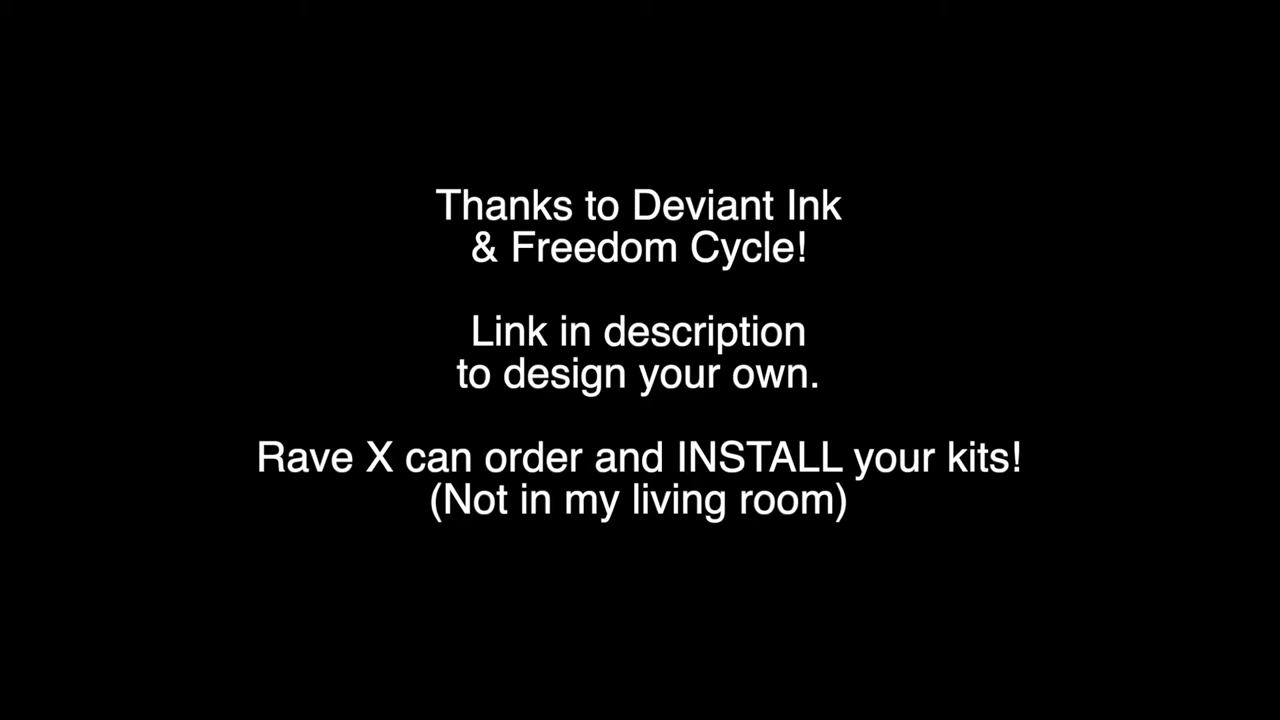 Thanks to Deviant Ink
& Freedom Cycle!
Link in description
to design your own.
Rave X can order and INSTALL your kits!
(Not in my living room)